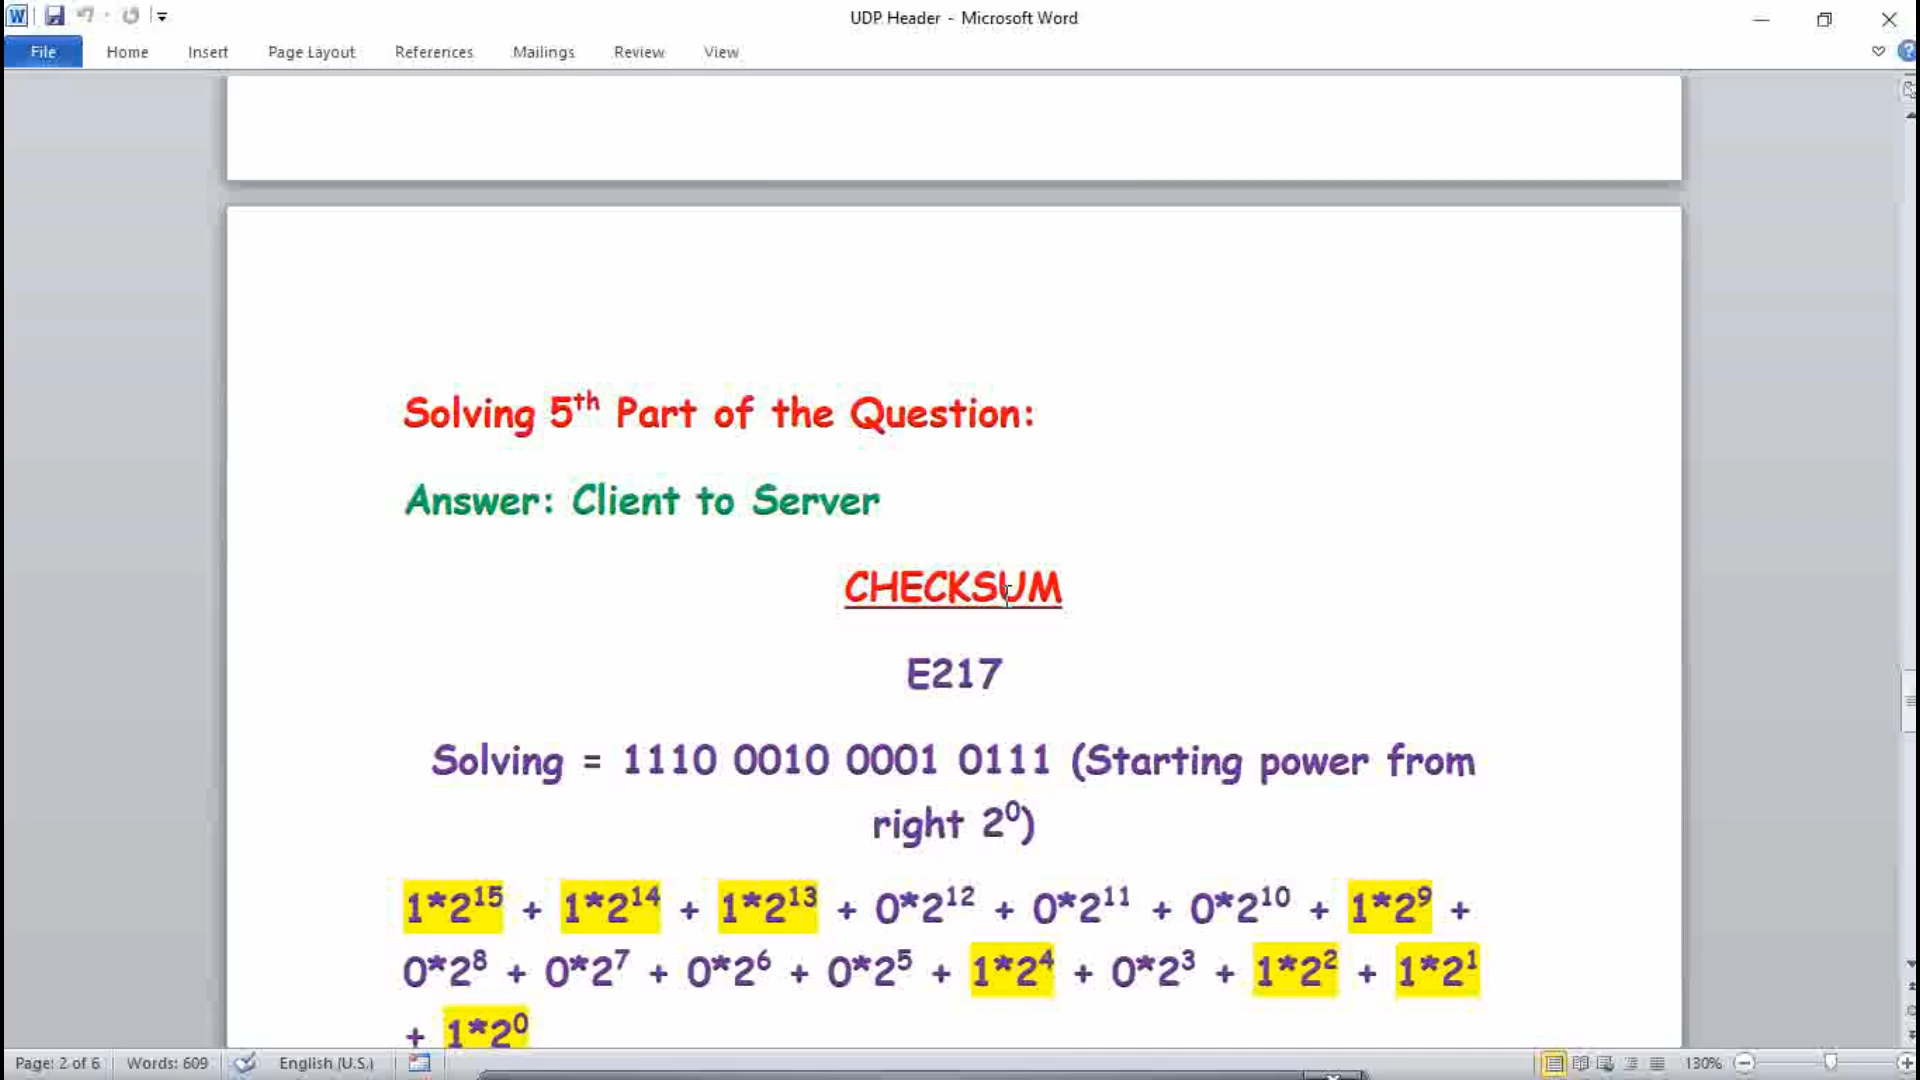 UDP Header - Microsoft Word
File Home Insert Page Layout References Mailings Review View
Solving 5th Part of the Question:
Answer: Client to Server
CHECKSUM
E217
Solving = 1110 0010 0001 0111 (Starting power from
right 2⁰)
1*2¹⁵ + 1*2¹⁴ + 1*2¹³ + 0*2¹² + 0*2¹¹ + 0*2¹⁰ + 1*2⁹ +
0*2⁸ + 0*2⁷ + 0*2⁶ + 0*2⁵ + 1*2⁴ + 0*2³ + 1*2² + 1*2¹
+ 1*2⁰
Page: 2 of 6 Words: 609 English (U.S.) 130%